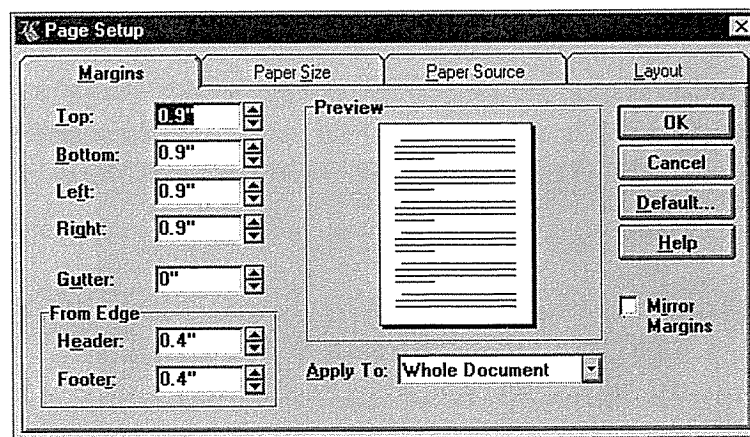 Page Setup
Margins
Paper Size
Paper Source
Layout
Top: 0.9"
Bottom: 0.9"
Left: 0.9"
Right: 0.9"
Gutter: 0"
From Edge
Header: 0.4"
Footer: 0.4"
Preview
Apply To: Whole Document
OK
Cancel
Default...
Help
Mirror
Margins